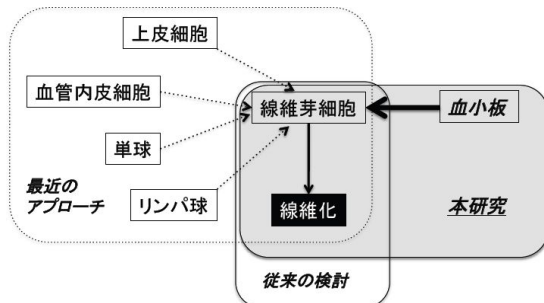 上皮細胞
血管内皮細胞
線維芽細胞
血小板
単球
最近の
アプローチ
リンパ球
線維化
本研究
従来の検討